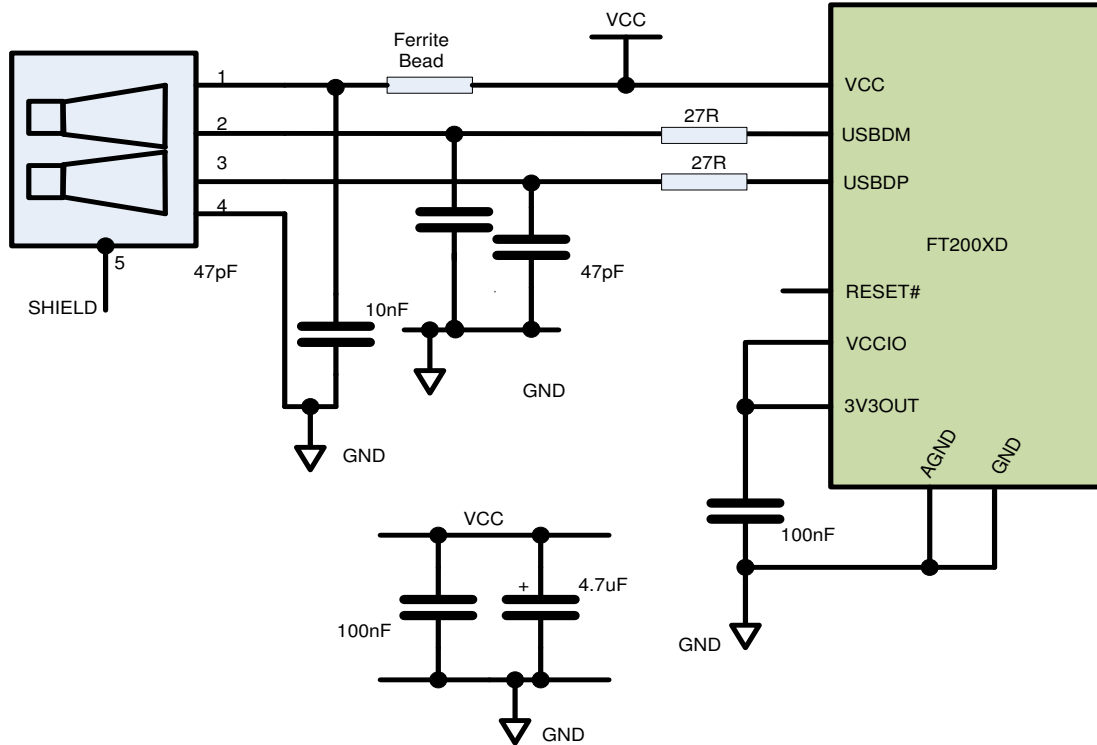 VCC
Ferrite
Bead
1
VCC
27R
2
USBDM
27R
3
USBDP
4
FT200XD
5
47pF
47pF
SHIELD
RESET#
10nF
VCCIO
GND
3V3OUT
GND
AGND
GND
VCC
100nF
+
4.7uF
100nF
GND
GND